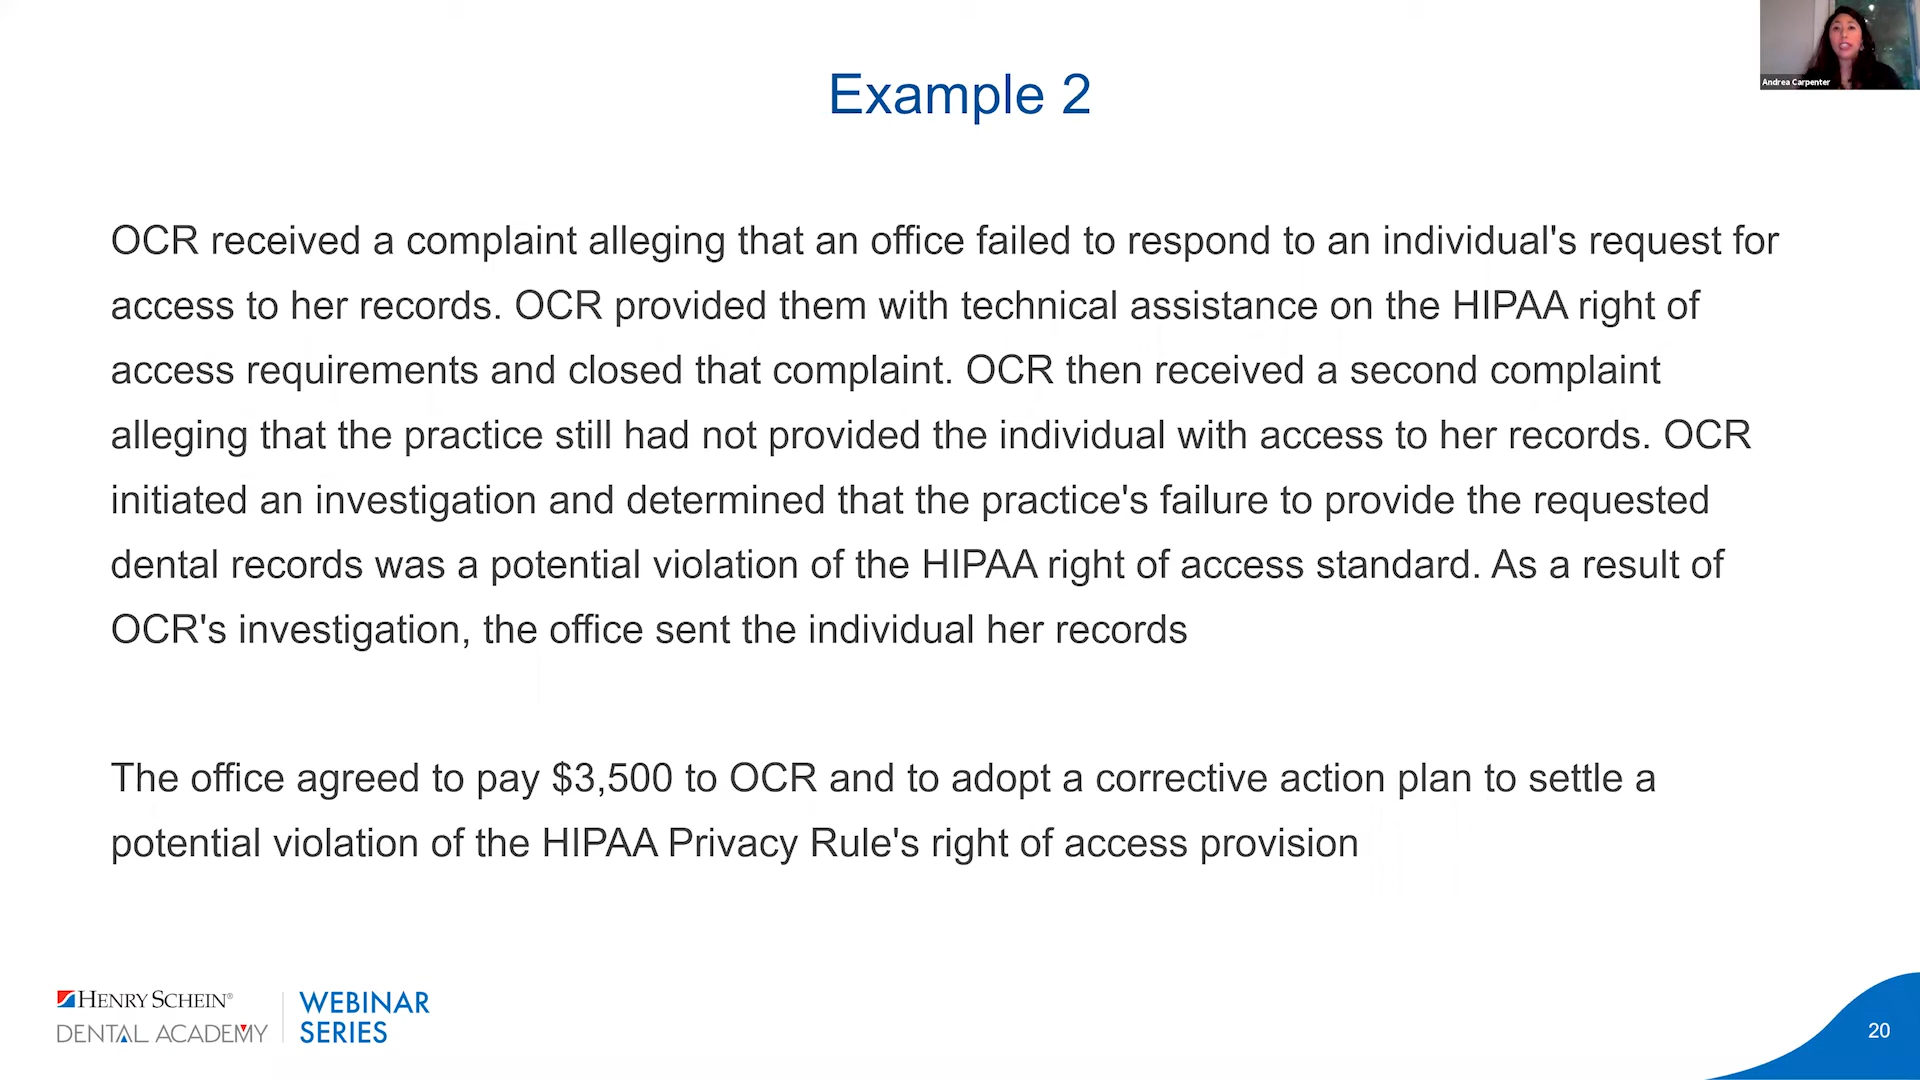 Andrea Carpenter
Example 2
OCR received a complaint alleging that an office failed to respond to an individual's request for
access to her records. OCR provided them with technical assistance on the HIPAA right of
access requirements and closed that complaint. OCR then received a second complaint
alleging that the practice still had not provided the individual with access to her records. OCR
initiated an investigation and determined that the practice's failure to provide the requested
dental records was a potential violation of the HIPAA right of access standard. As a result of
OCR's investigation, the office sent the individual her records
The office agreed to pay $3,500 to OCR and to adopt a corrective action plan to settle a
potential violation of the HIPAA Privacy Rule's right of access provision
HENRY SCHEIN®
DENTAL ACADEMY
WEBINAR
SERIES
20